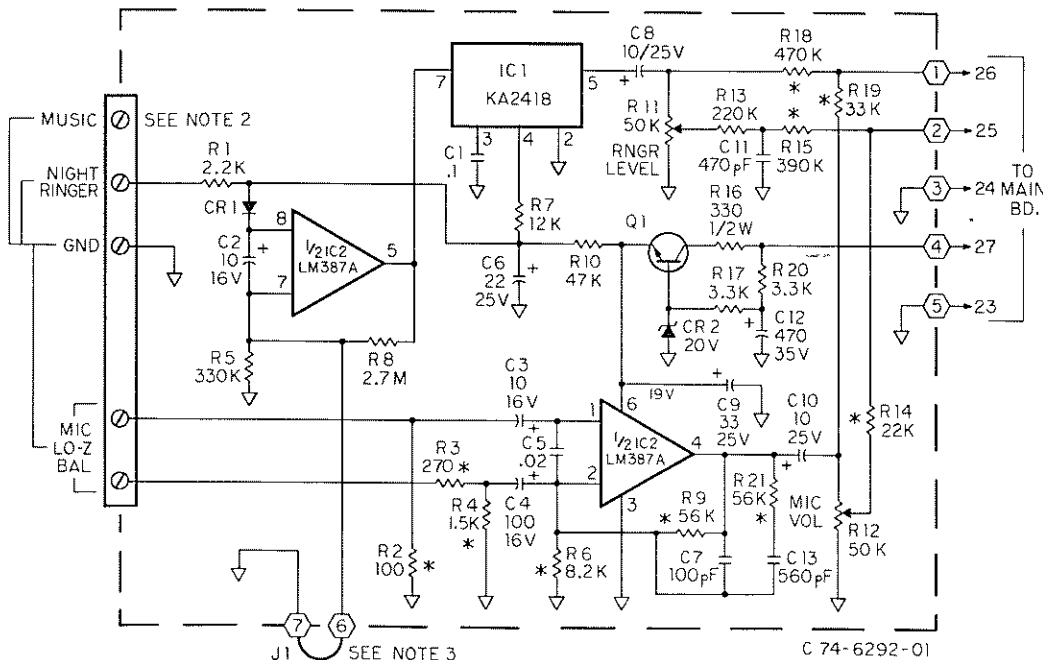 C8
10/25V
R18
470K
7
IC1
KA2418
5
+
1
26
3
4
2
R11
50K
RNGR
LEVEL
R13
220K
*
*
*
R19
33K
MUSIC
SEE NOTE 2
C1
.1
C11
470pF
R15
390K
2
25
R1
2.2K
NIGHT
RINGER
3
24
TO
MAIN
BD.
CR1
R7
12K
Q1
R16
330
1/2W
GND
8
C2
10
16V
+
1/2 IC2
LM387A
5
7
R10
47K
4
27
C6
22
25V
+
R17
3.3K
R20
3.3K
5
23
CR2
20V
+
C12
470
35V
R5
330K
R8
2.7M
C3
10
16V
+
19V
+
C9
33
25V
C10
10
25V
+
*
R14
22K
MIC
LO-Z
BAL
1
6
1/2 IC2
LM387A
4
C5
.02
R3
270*
+
2
3
R4
1.5K
*
C4
100
16V
R9
*
56K
R21
56K
*
MIC
VOL
R12
50K
R2
100
*
*
R6
8.2K
C7
100pF
C13
560pF
7
6
J1
SEE NOTE 3
C 74-6292-01